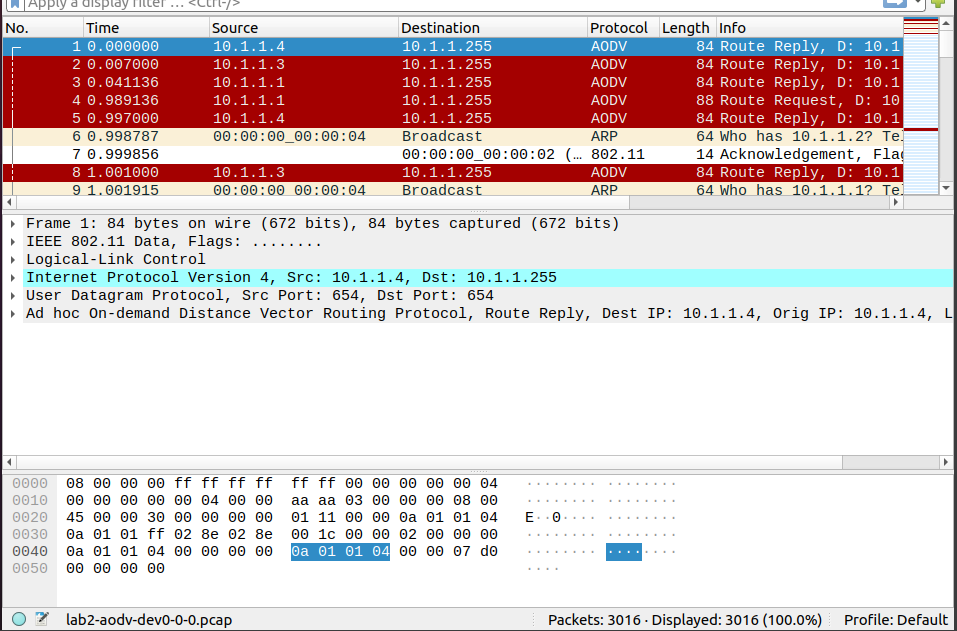 Apply a display filter … <Ctrl-/>
No. Time Source Destination Protocol Length Info
1 0.000000 10.1.1.4 10.1.1.255 AODV 84 Route Reply, D: 10.1
2 0.007000 10.1.1.3 10.1.1.255 AODV 84 Route Reply, D: 10.1
3 0.041136 10.1.1.1 10.1.1.255 AODV 84 Route Reply, D: 10.1
4 0.989136 10.1.1.1 10.1.1.255 AODV 88 Route Request, D: 10
5 0.997000 10.1.1.4 10.1.1.255 AODV 84 Route Reply, D: 10.1
6 0.998787 00:00:00_00:00:04 Broadcast ARP 64 Who has 10.1.1.2? Te
7 0.999856 00:00:00_00:00:02 (… 802.11 14 Acknowledgement, Flag
8 1.001000 10.1.1.3 10.1.1.255 AODV 84 Route Reply, D: 10.1
9 1.001915 00:00:00_00:00:04 Broadcast ARP 64 Who has 10.1.1.1? Te
Frame 1: 84 bytes on wire (672 bits), 84 bytes captured (672 bits)
IEEE 802.11 Data, Flags: ........
Logical-Link Control
Internet Protocol Version 4, Src: 10.1.1.4, Dst: 10.1.1.255
User Datagram Protocol, Src Port: 654, Dst Port: 654
Ad hoc On-demand Distance Vector Routing Protocol, Route Reply, Dest IP: 10.1.1.4, Orig IP: 10.1.1.4, L
0000 08 00 00 00 ff ff ff ff ff ff 00 00 00 00 00 04 ········ ········
0010 00 00 00 00 00 04 00 00 aa aa 03 00 00 00 08 00 ········ ········
0020 45 00 00 30 00 00 00 00 01 11 00 00 0a 01 01 04 E··0···· ········
0030 0a 01 01 ff 02 8e 02 8e 00 1c 00 00 02 00 00 00 ········ ········
0040 0a 01 01 04 00 00 00 00 0a 01 01 04 00 00 07 d0 ········ ········
0050 00 00 00 00 ····
lab2-aodv-dev0-0-0.pcap Packets: 3016 · Displayed: 3016 (100.0%) Profile: Default